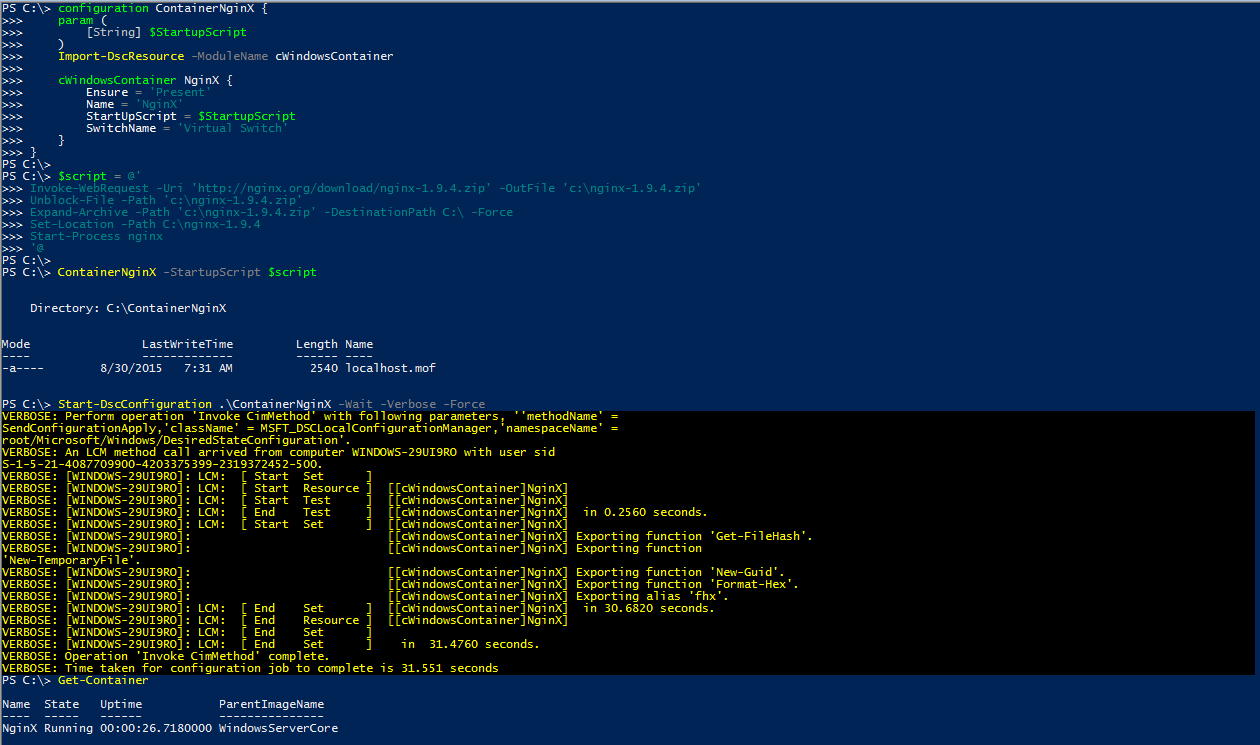 PS C:\> configuration ContainerNginX {
>>>     param (
>>>         [String] $StartupScript
>>>     )
>>>     Import-DscResource -ModuleName cWindowsContainer
>>>
>>>     cWindowsContainer NginX {
>>>         Ensure = 'Present'
>>>         Name = 'NginX'
>>>         StartUpScript = $StartupScript
>>>         SwitchName = 'Virtual Switch'
>>>     }
>>> }
PS C:\>
PS C:\> $script = @'
>>> Invoke-WebRequest -Uri 'http://nginx.org/download/nginx-1.9.4.zip' -OutFile 'c:\nginx-1.9.4.zip'
>>> Unblock-File -Path 'c:\nginx-1.9.4.zip'
>>> Expand-Archive -Path 'c:\nginx-1.9.4.zip' -DestinationPath C:\ -Force
>>> Set-Location -Path C:\nginx-1.9.4
>>> Start-Process nginx
>>> '@
PS C:\>
PS C:\> ContainerNginX -StartupScript $script
    Directory: C:\ContainerNginX
Mode                LastWriteTime         Length Name
----                -------------         ------ ----
-a----        8/30/2015   7:31 AM           2540 localhost.mof
PS C:\> Start-DscConfiguration .\ContainerNginX -Wait -Verbose -Force
VERBOSE: Perform operation 'Invoke CimMethod' with following parameters, ''methodName' =
SendConfigurationApply,'className' = MSFT_DSCLocalConfigurationManager,'namespaceName' =
root/Microsoft/Windows/DesiredStateConfiguration'.
VERBOSE: An LCM method call arrived from computer WINDOWS-29UI9RO with user sid
S-1-5-21-4087709900-4203375399-2319372452-500.
VERBOSE: [WINDOWS-29UI9RO]: LCM:  [ Start  Set      ]
VERBOSE: [WINDOWS-29UI9RO]: LCM:  [ Start  Resource ]  [[cWindowsContainer]NginX]
VERBOSE: [WINDOWS-29UI9RO]: LCM:  [ Start  Test     ]  [[cWindowsContainer]NginX]
VERBOSE: [WINDOWS-29UI9RO]: LCM:  [ End    Test     ]  [[cWindowsContainer]NginX]  in 0.2560 seconds.
VERBOSE: [WINDOWS-29UI9RO]: LCM:  [ Start  Set      ]  [[cWindowsContainer]NginX]
VERBOSE: [WINDOWS-29UI9RO]:                            [[cWindowsContainer]NginX] Exporting function 'Get-FileHash'.
VERBOSE: [WINDOWS-29UI9RO]:                            [[cWindowsContainer]NginX] Exporting function
'New-TemporaryFile'.
VERBOSE: [WINDOWS-29UI9RO]:                            [[cWindowsContainer]NginX] Exporting function 'New-Guid'.
VERBOSE: [WINDOWS-29UI9RO]:                            [[cWindowsContainer]NginX] Exporting function 'Format-Hex'.
VERBOSE: [WINDOWS-29UI9RO]:                            [[cWindowsContainer]NginX] Exporting alias 'fhx'.
VERBOSE: [WINDOWS-29UI9RO]: LCM:  [ End    Set      ]  [[cWindowsContainer]NginX]  in 30.6820 seconds.
VERBOSE: [WINDOWS-29UI9RO]: LCM:  [ End    Resource ]  [[cWindowsContainer]NginX]
VERBOSE: [WINDOWS-29UI9RO]: LCM:  [ End    Set      ]
VERBOSE: [WINDOWS-29UI9RO]: LCM:  [ End    Set      ]    in  31.4760 seconds.
VERBOSE: Operation 'Invoke CimMethod' complete.
VERBOSE: Time taken for configuration job to complete is 31.551 seconds
PS C:\> Get-Container
Name  State   Uptime           ParentImageName
----  -----   ------           ---------------
NginX Running 00:00:26.7180000 WindowsServerCore